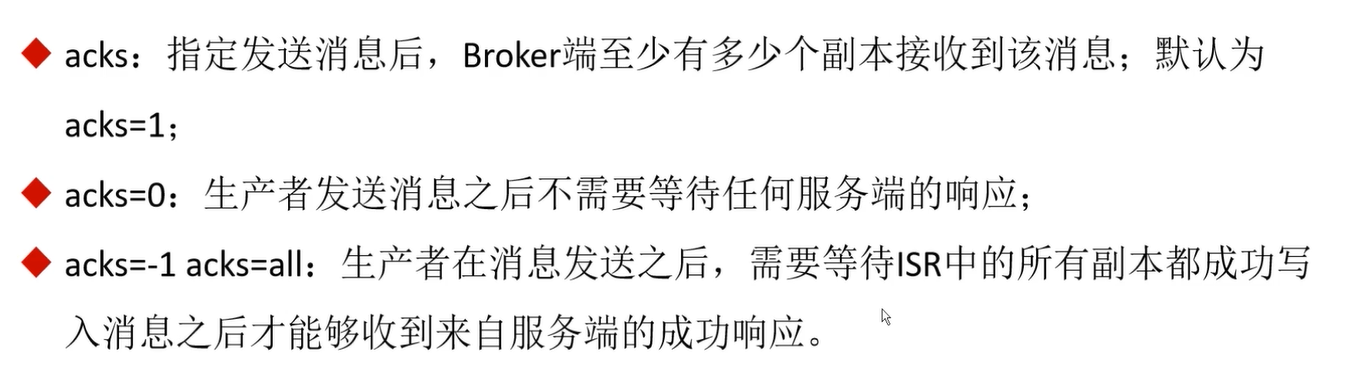 acks：指定发送消息后，Broker端至少有多少个副本接收到该消息；默认为
acks=1；
acks=0：生产者发送消息之后不需要等待任何服务端的响应；
acks=-1 acks=all：生产者在消息发送之后，需要等待ISR中的所有副本都成功写
入消息之后才能够收到来自服务端的成功响应。